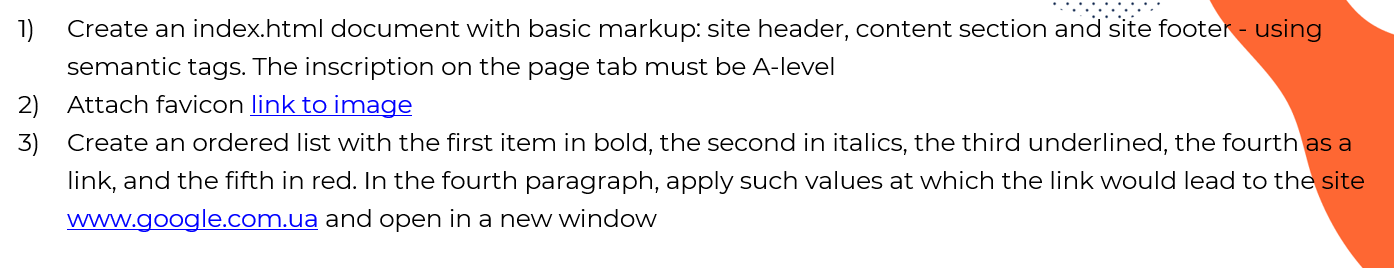 1) Create an index.html document with basic markup: site header, content section and site footer - using
semantic tags. The inscription on the page tab must be A-level
2) Attach favicon link to image
3) Create an ordered list with the first item in bold, the second in italics, the third underlined, the fourth as a
link, and the fifth in red. In the fourth paragraph, apply such values at which the link would lead to the site
www.google.com.ua and open in a new window